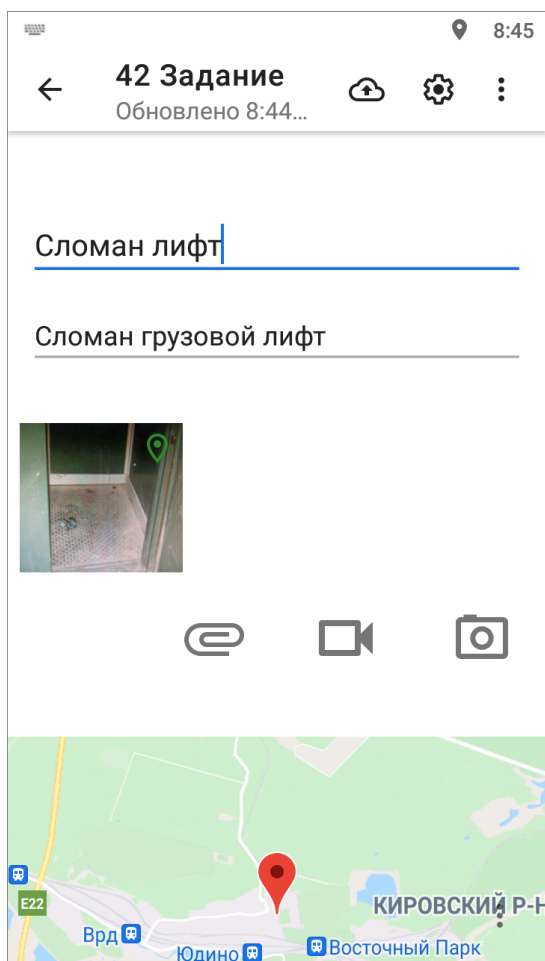 8:45
42 Задание
Обновлено 8:44...
Сломан лифт
Сломан грузовой лифт
E22
КИРОВСКИЙ Р-Н
Врд
Юдино
Восточный Парк